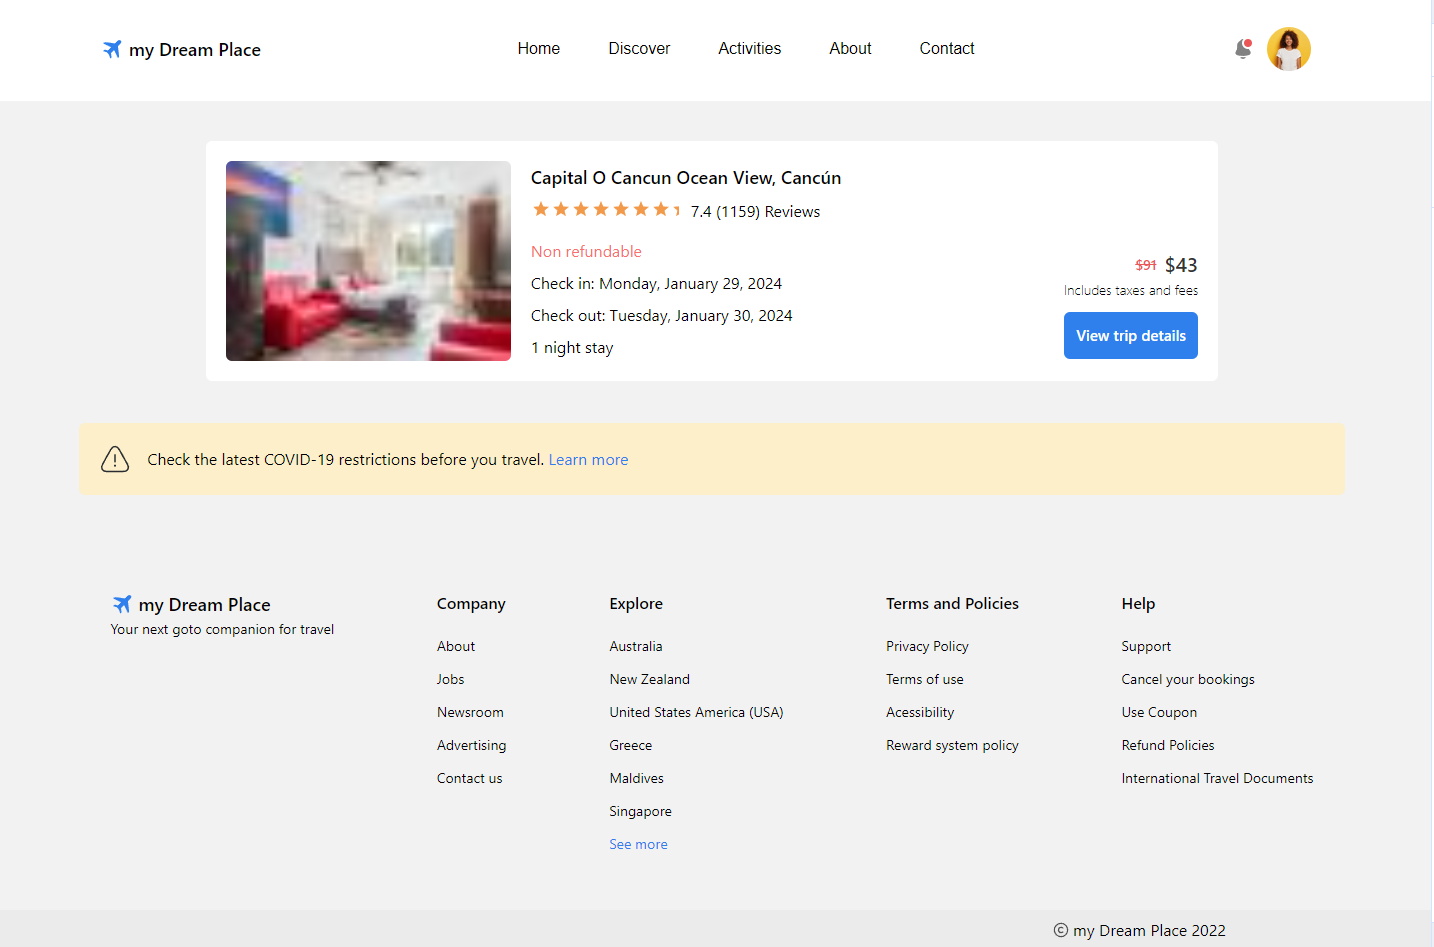 my Dream Place
Home Discover Activities About Contact
Capital O Cancun Ocean View, Cancún
7.4 (1159) Reviews
Non refundable
Check in: Monday, January 29, 2024
Check out: Tuesday, January 30, 2024
1 night stay
$91 $43
Includes taxes and fees
View trip details
Check the latest COVID-19 restrictions before you travel. Learn more
my Dream Place
Your next goto companion for travel
Company
About
Jobs
Newsroom
Advertising
Contact us
Explore
Australia
New Zealand
United States America (USA)
Greece
Maldives
Singapore
See more
Terms and Policies
Privacy Policy
Terms of use
Acessibility
Reward system policy
Help
Support
Cancel your bookings
Use Coupon
Refund Policies
International Travel Documents
© my Dream Place 2022